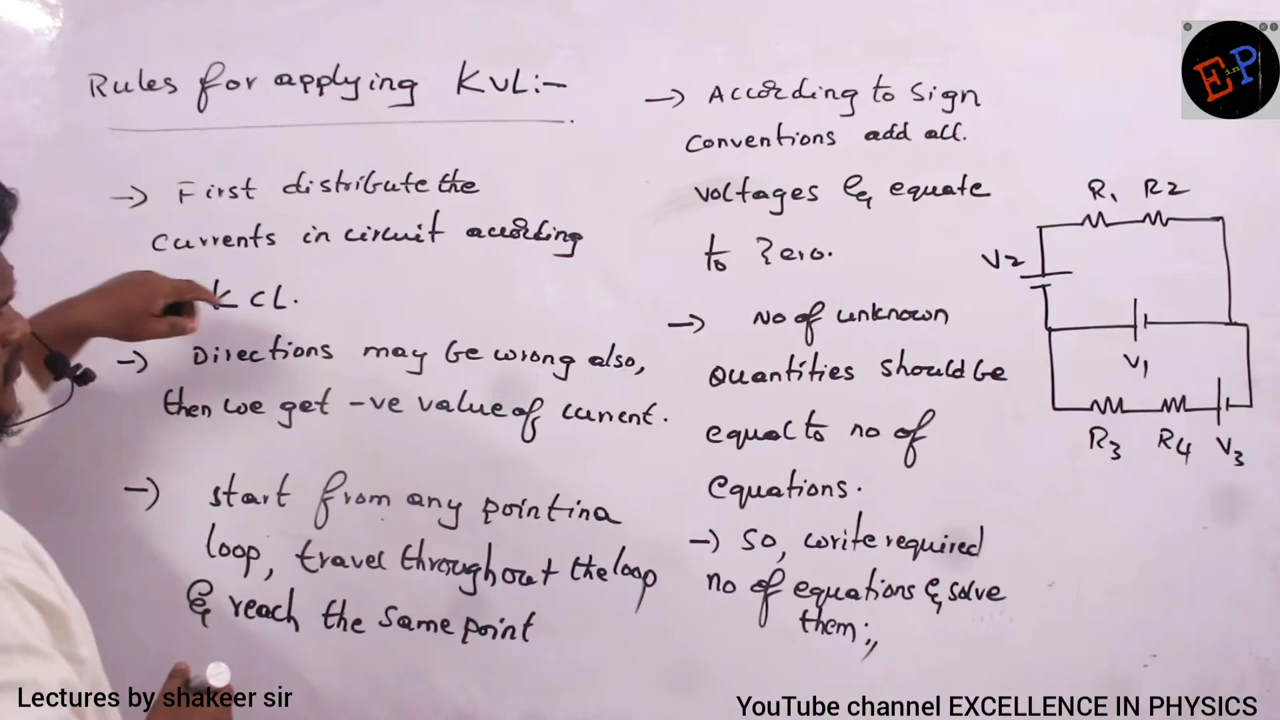 Rules for applying KVL:-
→ First distribute the
currents in circuit according
KCL.
→ Directions may be wrong also,
then we get -ve value of current.
→ start from any point in a
loop, travel throughout the loop
& reach the same point
→ According to sign
conventions add all.
voltages & equate
to zero.
→ No of unknown
Quantities should be
equal to no of
equations.
→ So, write required
no of equations & solve
them;,,
R1 R2
V2
V1
R3 R4 V3
E in P
Lectures by shakeer sir
YouTube channel EXCELLENCE IN PHYSICS